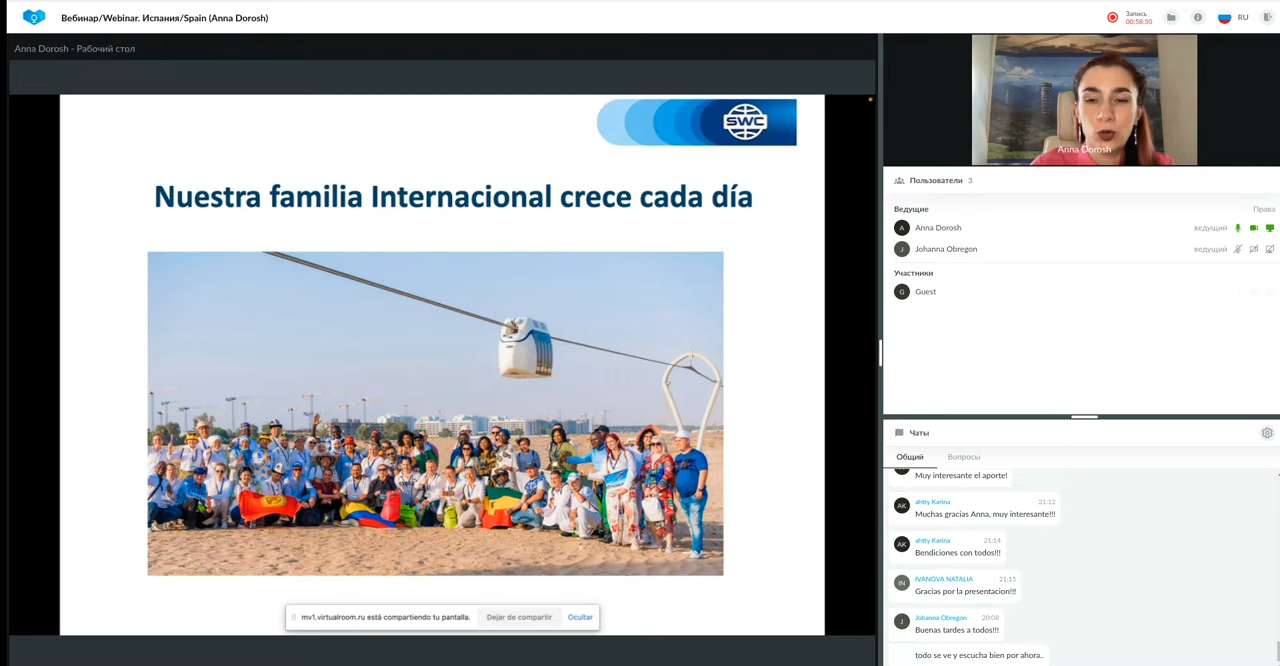 Вебинар/Webinar. Испания/Spain (Anna Dorosh)
Запись
00:58:50
RU
Anna Dorosh - Рабочий стол
SWC
Nuestra familia Internacional crece cada día
mv1.virtualroom.ru está compartiendo tu pantalla.
Dejar de compartir
Ocultar
Anna Dorosh
Пользователи 3
Ведущие
Права
A
Anna Dorosh
ведущий
J
Johanna Obregon
ведущий
Участники
G
Guest
Чаты
Общий
Вопросы
Muy interesante el aporte!
AK
ahtty Karina
21:12
Muchas gracias Anna, muy interesante!!!
AK
ahtty Karina
21:14
Bendiciones con todos!!!
IN
IVANOVA NATALIA
21:15
Gracias por la presentacion!!!
J
Johanna Obregon
20:08
Buenas tardes a todos!!!
todo se ve y escucha bien por ahora..